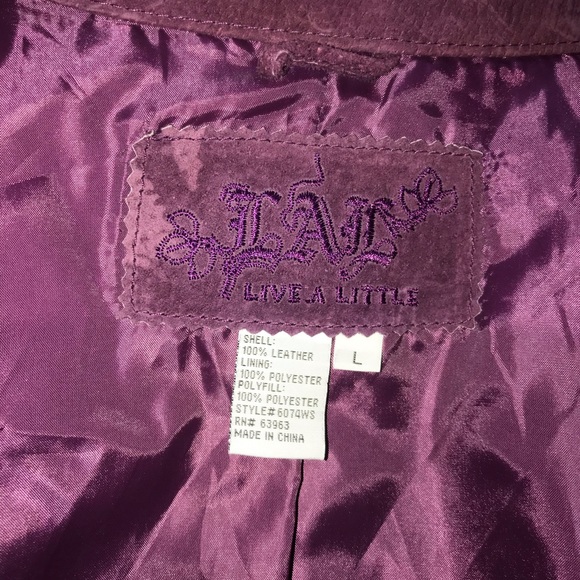 LAL
LIVE A LITTLE
SHELL:
100% LEATHER
LINING:
100% POLYESTER
POLYFILL:
100% POLYESTER
STYLE# 6074WS
RN# 63963
MADE IN CHINA
L